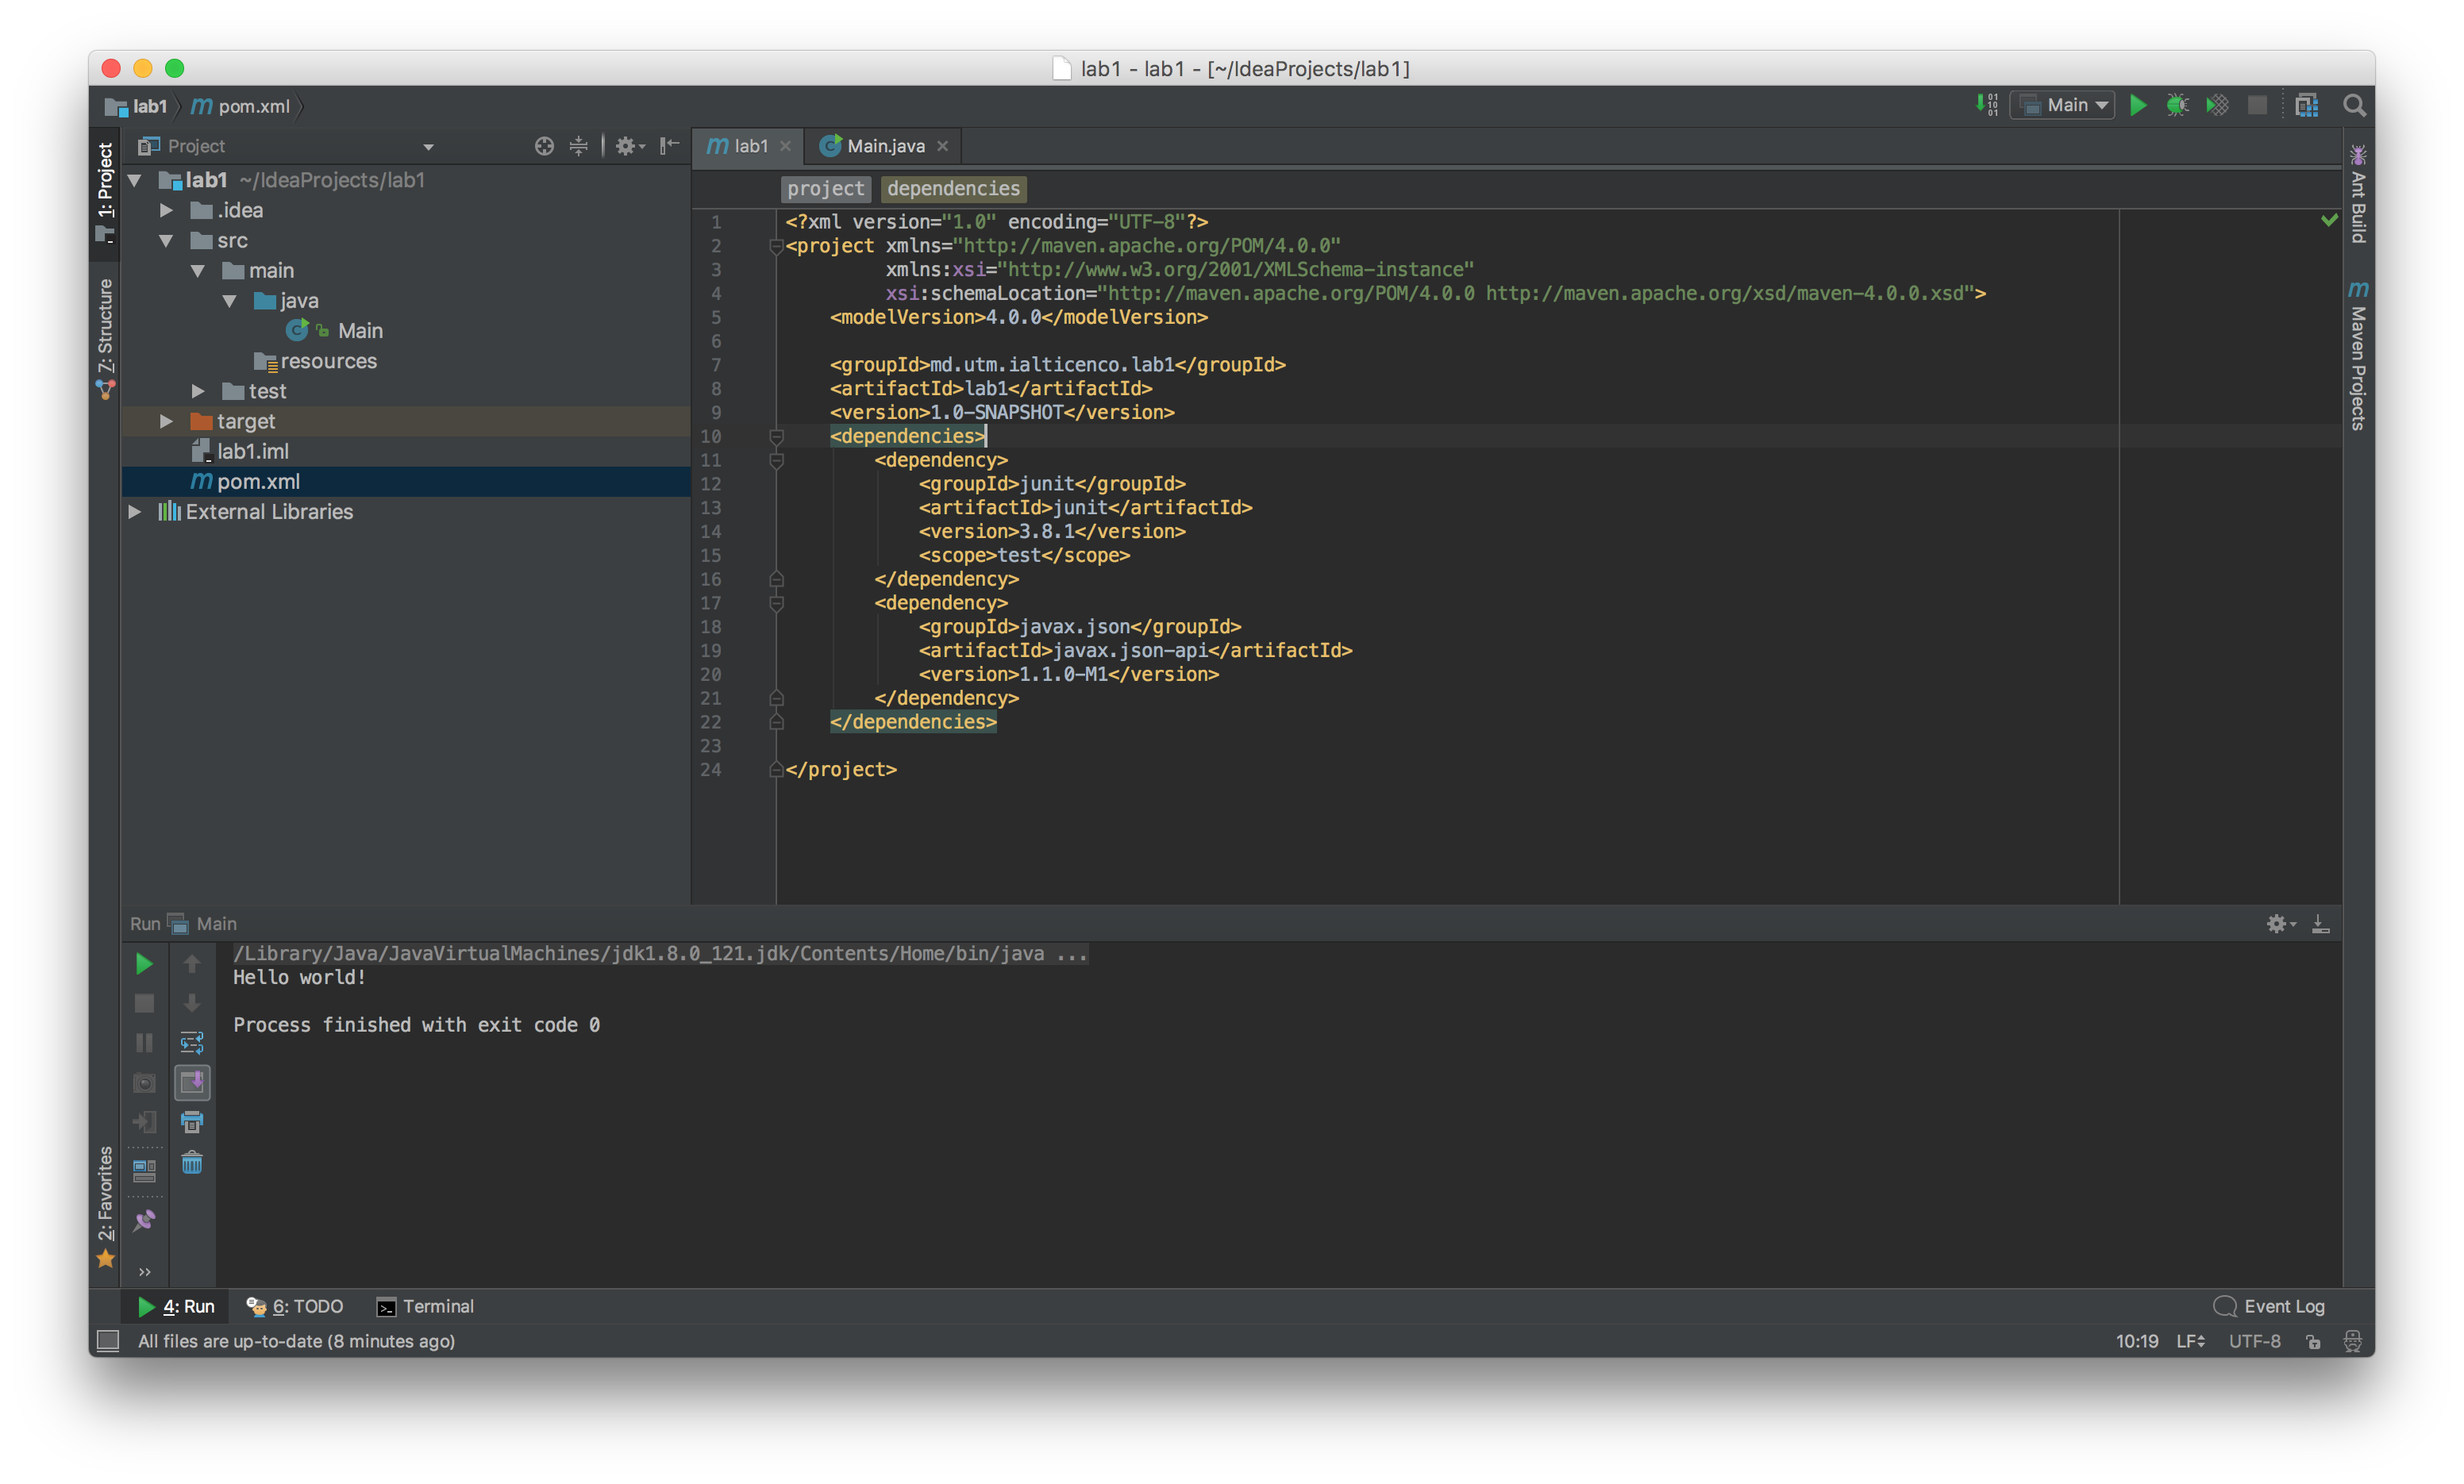 lab1 - lab1 - [~/IdeaProjects/lab1]
lab1 m pom.xml
Main
Project
m lab1
Main.java
project dependencies
lab1 ~/IdeaProjects/lab1
.idea
src
main
java
Main
resources
test
target
lab1.iml
m pom.xml
External Libraries
1 <?xml version="1.0" encoding="UTF-8"?>
2 <project xmlns="http://maven.apache.org/POM/4.0.0"
3 xmlns:xsi="http://www.w3.org/2001/XMLSchema-instance"
4 xsi:schemaLocation="http://maven.apache.org/POM/4.0.0 http://maven.apache.org/xsd/maven-4.0.0.xsd">
5 <modelVersion>4.0.0</modelVersion>
6
7 <groupId>md.utm.ialticenco.lab1</groupId>
8 <artifactId>lab1</artifactId>
9 <version>1.0-SNAPSHOT</version>
10 <dependencies>
11 <dependency>
12 <groupId>junit</groupId>
13 <artifactId>junit</artifactId>
14 <version>3.8.1</version>
15 <scope>test</scope>
16 </dependency>
17 <dependency>
18 <groupId>javax.json</groupId>
19 <artifactId>javax.json-api</artifactId>
20 <version>1.1.0-M1</version>
21 </dependency>
22 </dependencies>
23
24 </project>
1: Project
7: Structure
2: Favorites
Ant Build
m Maven Projects
Run Main
/Library/Java/JavaVirtualMachines/jdk1.8.0_121.jdk/Contents/Home/bin/java ...
Hello world!
Process finished with exit code 0
4: Run
6: TODO
Terminal
Event Log
All files are up-to-date (8 minutes ago)
10:19 LF UTF-8